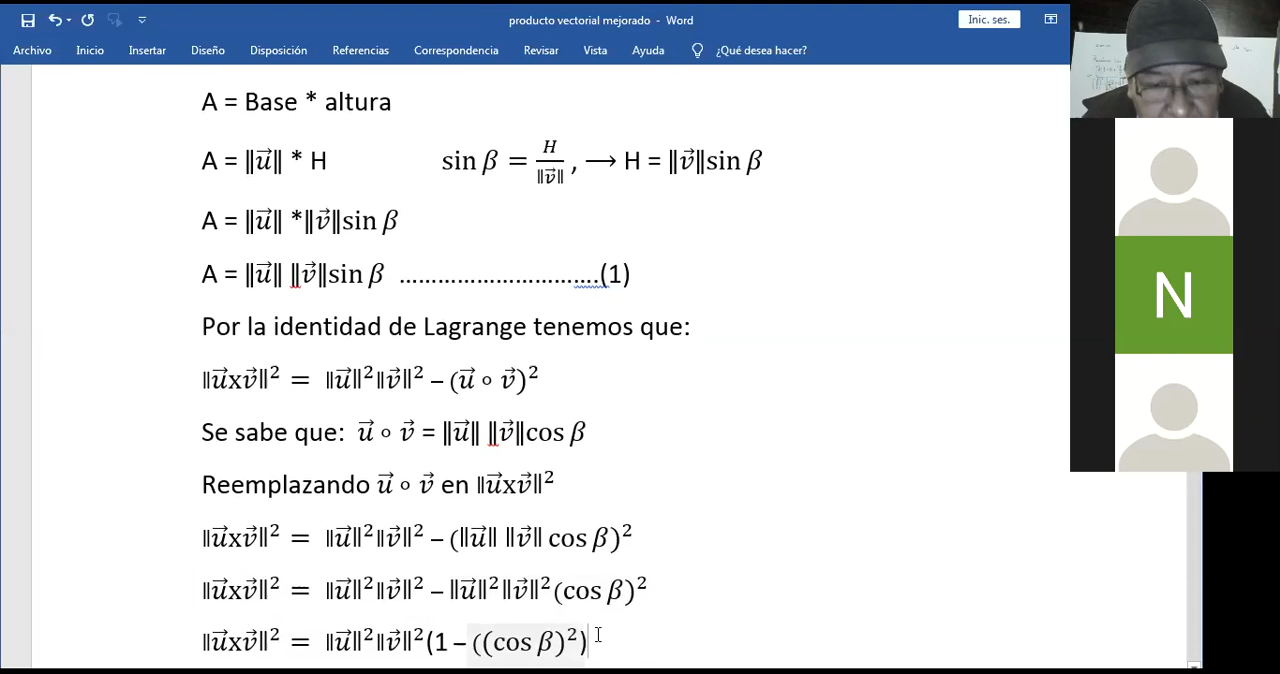 producto vectorial mejorado - Word
Inic. ses.
Archivo Inicio Insertar Diseño Disposición Referencias Correspondencia Revisar Vista Ayuda ¿Qué desea hacer?
A = Base * altura
A = ‖u⃗‖ * H sin β = H/‖v⃗‖ , ⟶ H = ‖v⃗‖sin β
A = ‖u⃗‖ *‖v⃗‖sin β
A = ‖u⃗‖ ‖v⃗‖sin β ………………………….(1)
Por la identidad de Lagrange tenemos que:
‖u⃗xv⃗‖² = ‖u⃗‖²‖v⃗‖² – (u⃗ ∘ v⃗)²
Se sabe que: u⃗ ∘ v⃗ = ‖u⃗‖ ‖v⃗‖cos β
Reemplazando u⃗ ∘ v⃗ en ‖u⃗xv⃗‖²
‖u⃗xv⃗‖² = ‖u⃗‖²‖v⃗‖² – (‖u⃗‖ ‖v⃗‖ cos β)²
‖u⃗xv⃗‖² = ‖u⃗‖²‖v⃗‖² – ‖u⃗‖²‖v⃗‖²(cos β)²
‖u⃗xv⃗‖² = ‖u⃗‖²‖v⃗‖²(1 – ((cos β)²)
N